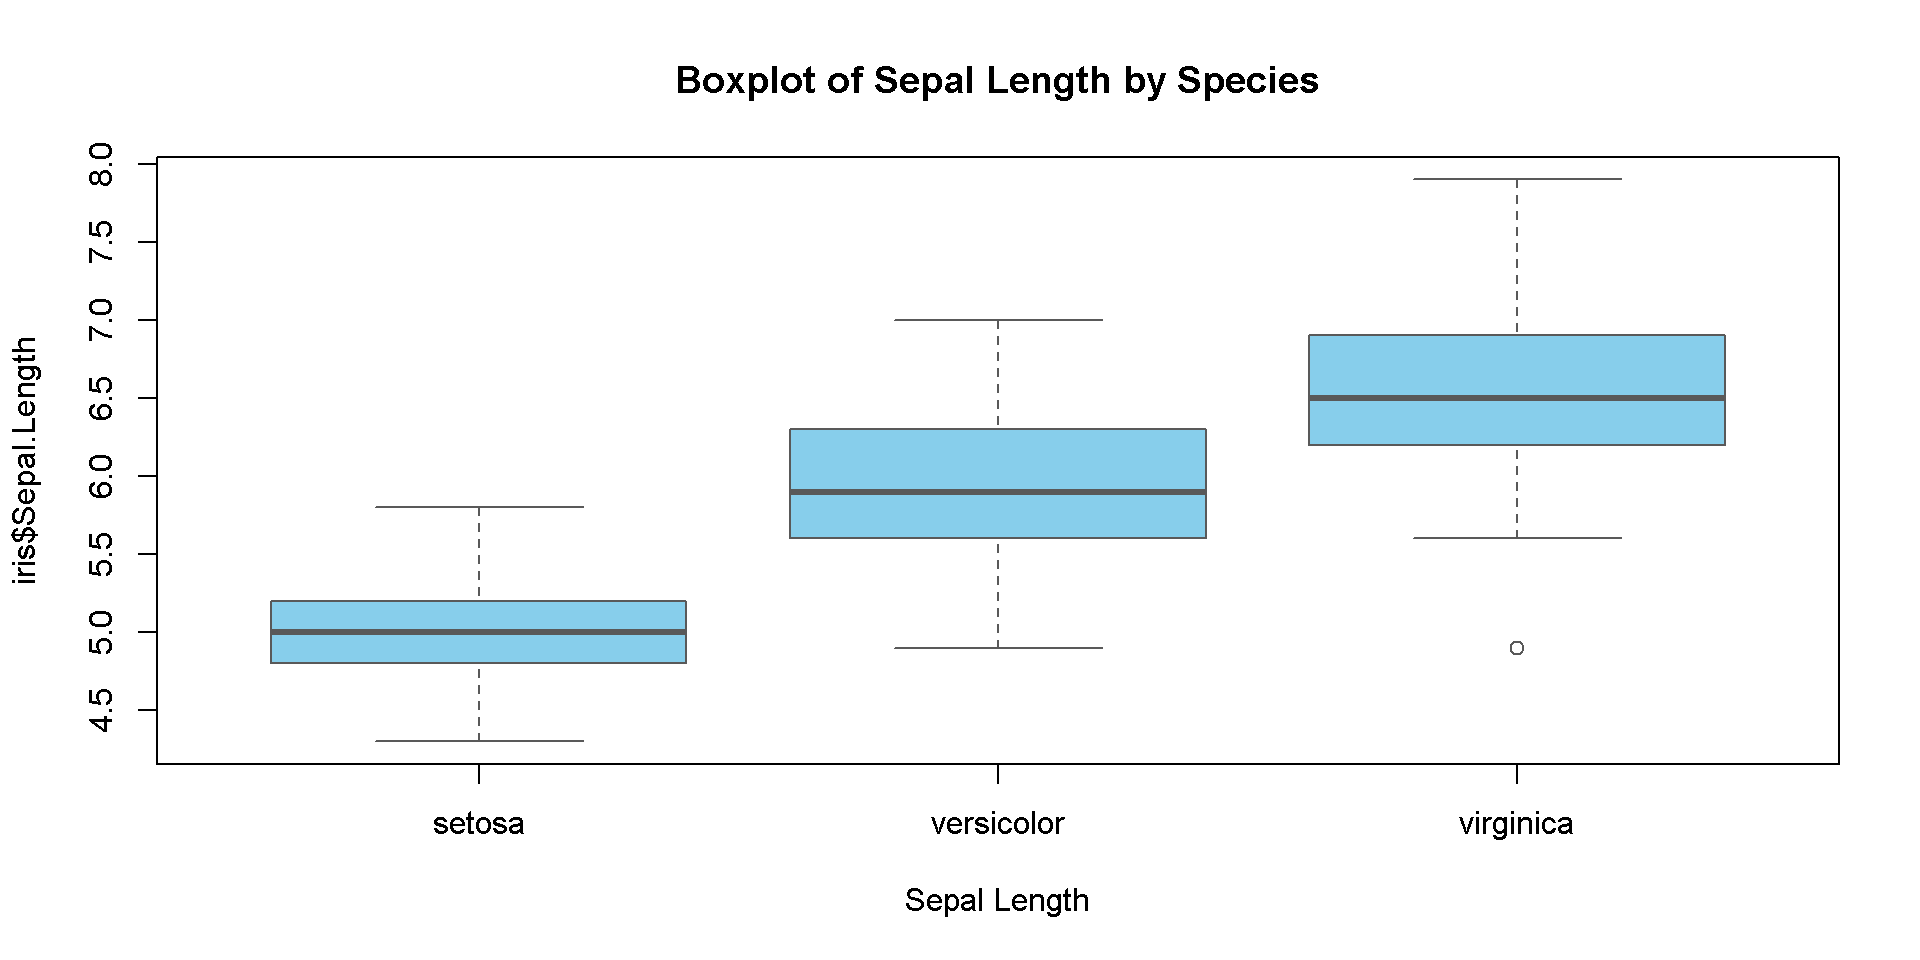 Boxplot of Sepal Length by Species
iris$Sepal.Length
8.0
7.5
7.0
6.5
6.0
5.5
5.0
4.5
setosa versicolor virginica
Sepal Length